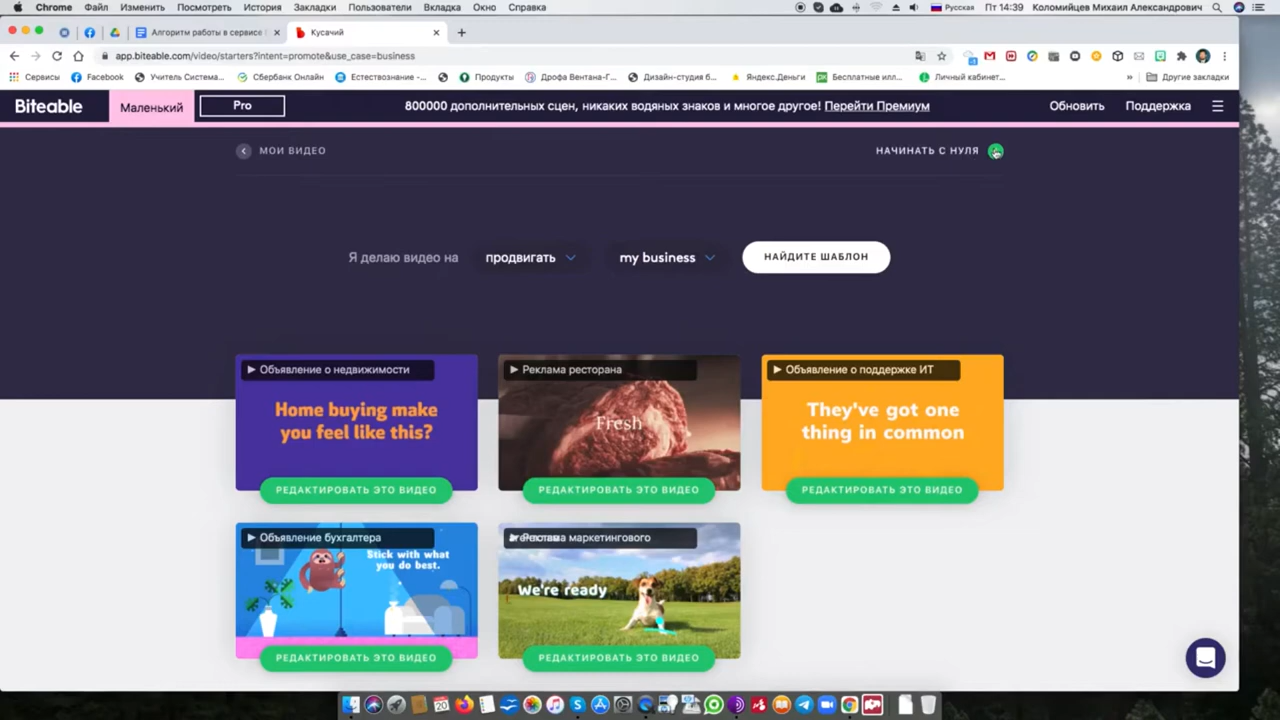 Chrome Файл Изменить Посмотреть История Закладки Пользователи Вкладка Окно Справка Русская Пт 14:39 Коломийцев Михаил Александрович
Алгоритм работы в сервисе Кусачий
app.biteable.com/video/starters?intent=promote&use_case=business
Сервисы Facebook Учитель Систем... Сбербанк Онлайн Естествознание -... Продукты Дрофа Вентана-Г... Дизайн-студия б... Яндекс.Деньги Бесплатные илл... Личный кабинет... Другие закладки
Biteable Маленький Pro 800000 дополнительных сцен, никаких водяных знаков и многое другое! Перейти Премиум Обновить Поддержка
МОИ ВИДЕО НАЧИНАТЬ С НУЛЯ
Я делаю видео на продвигать my business НАЙДИТЕ ШАБЛОН
Объявление о недвижимости
Home buying make
you feel like this?
РЕДАКТИРОВАТЬ ЭТО ВИДЕО
Реклама ресторана
Fresh
РЕДАКТИРОВАТЬ ЭТО ВИДЕО
Объявление о поддержке ИТ
They've got one
thing in common
РЕДАКТИРОВАТЬ ЭТО ВИДЕО
Объявление бухгалтера
Stick with what
you do best.
РЕДАКТИРОВАТЬ ЭТО ВИДЕО
Реклама маркетингового
We're ready
РЕДАКТИРОВАТЬ ЭТО ВИДЕО